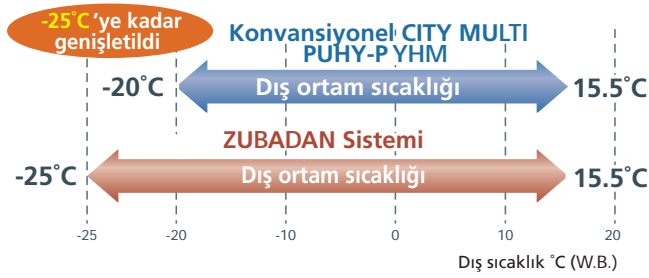 -25˚C'ye kadar
genişletildi
Konvansiyonel CITY MULTI
PUHY-P YHM
-20˚C
Dış ortam sıcaklığı
15.5˚C
ZUBADAN Sistemi
-25˚C
Dış ortam sıcaklığı
15.5˚C
-25 -20 -10 0 10 20
Dış sıcaklık ˚C (W.B.)